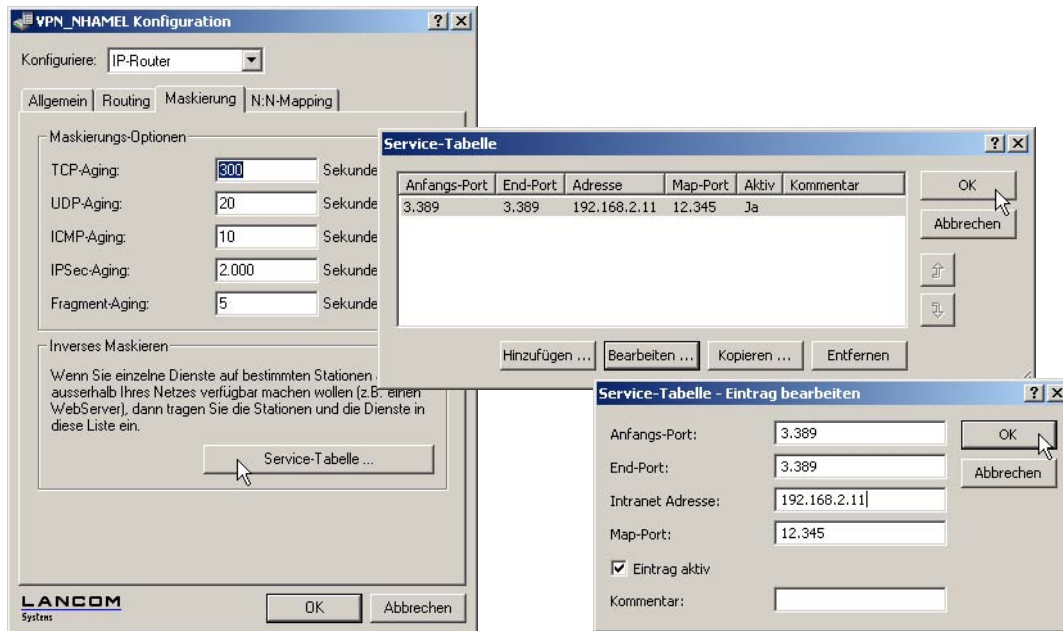 VPN_NHAMEL Konfiguration
Konfiguriere: IP-Router
Allgemein Routing Maskierung N:N-Mapping
Maskierungs-Optionen
TCP-Aging: 300 Sekunde
UDP-Aging: 20 Sekunde
ICMP-Aging: 10 Sekunde
IPSec-Aging: 2.000 Sekunde
Fragment-Aging: 5 Sekunde
Inverses Maskieren
Wenn Sie einzelne Dienste auf bestimmten Stationen
ausserhalb Ihres Netzes verfügbar machen wollen (z.B. einen
WebServer), dann tragen Sie die Stationen und die Dienste in
diese Liste ein.
Service-Tabelle ...
LANCOM
Systems
OK Abbrechen
Service-Tabelle
Anfangs-Port End-Port Adresse Map-Port Aktiv Kommentar
3.389 3.389 192.168.2.11 12.345 Ja
OK
Abbrechen
Hinzufügen ... Bearbeiten ... Kopieren ... Entfernen
Service-Tabelle - Eintrag bearbeiten
Anfangs-Port: 3.389
End-Port: 3.389
Intranet Adresse: 192.168.2.11
Map-Port: 12.345
Eintrag aktiv
Kommentar:
OK
Abbrechen